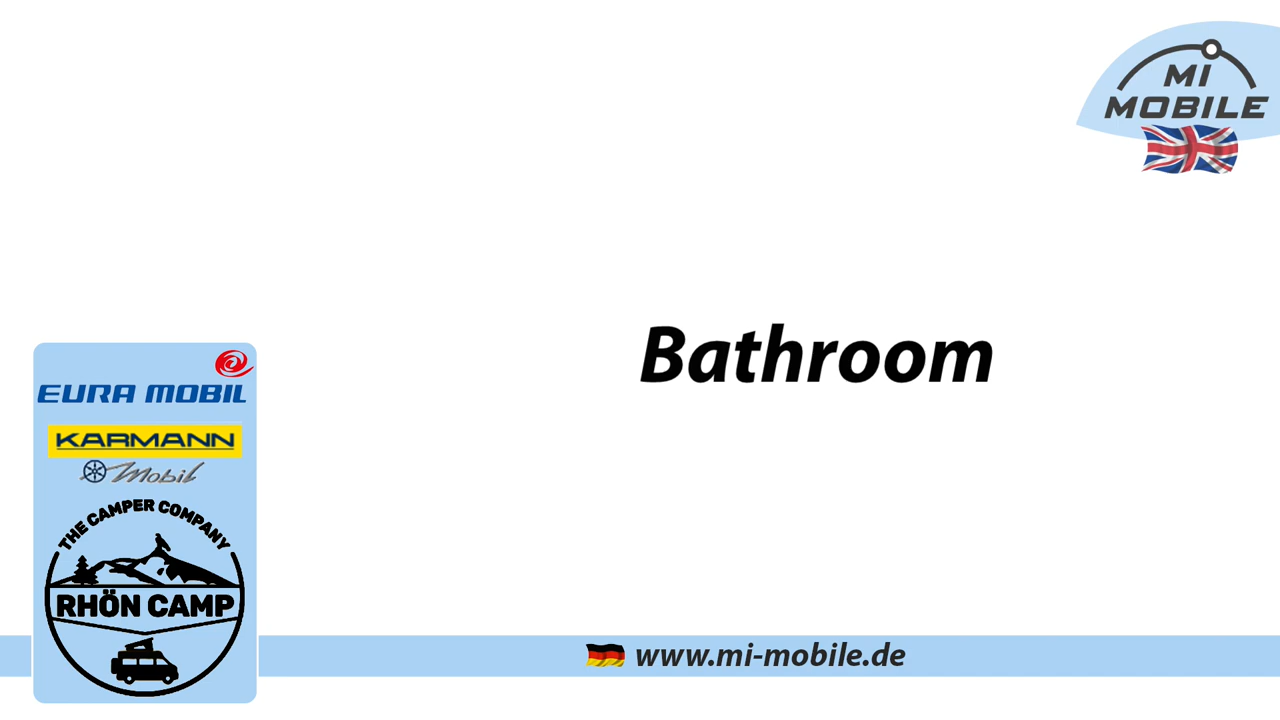 MI
MOBILE
Bathroom
EURA MOBIL
KARMANN
Mobil
THE CAMPER COMPANY
RHÖN CAMP
www.mi-mobile.de